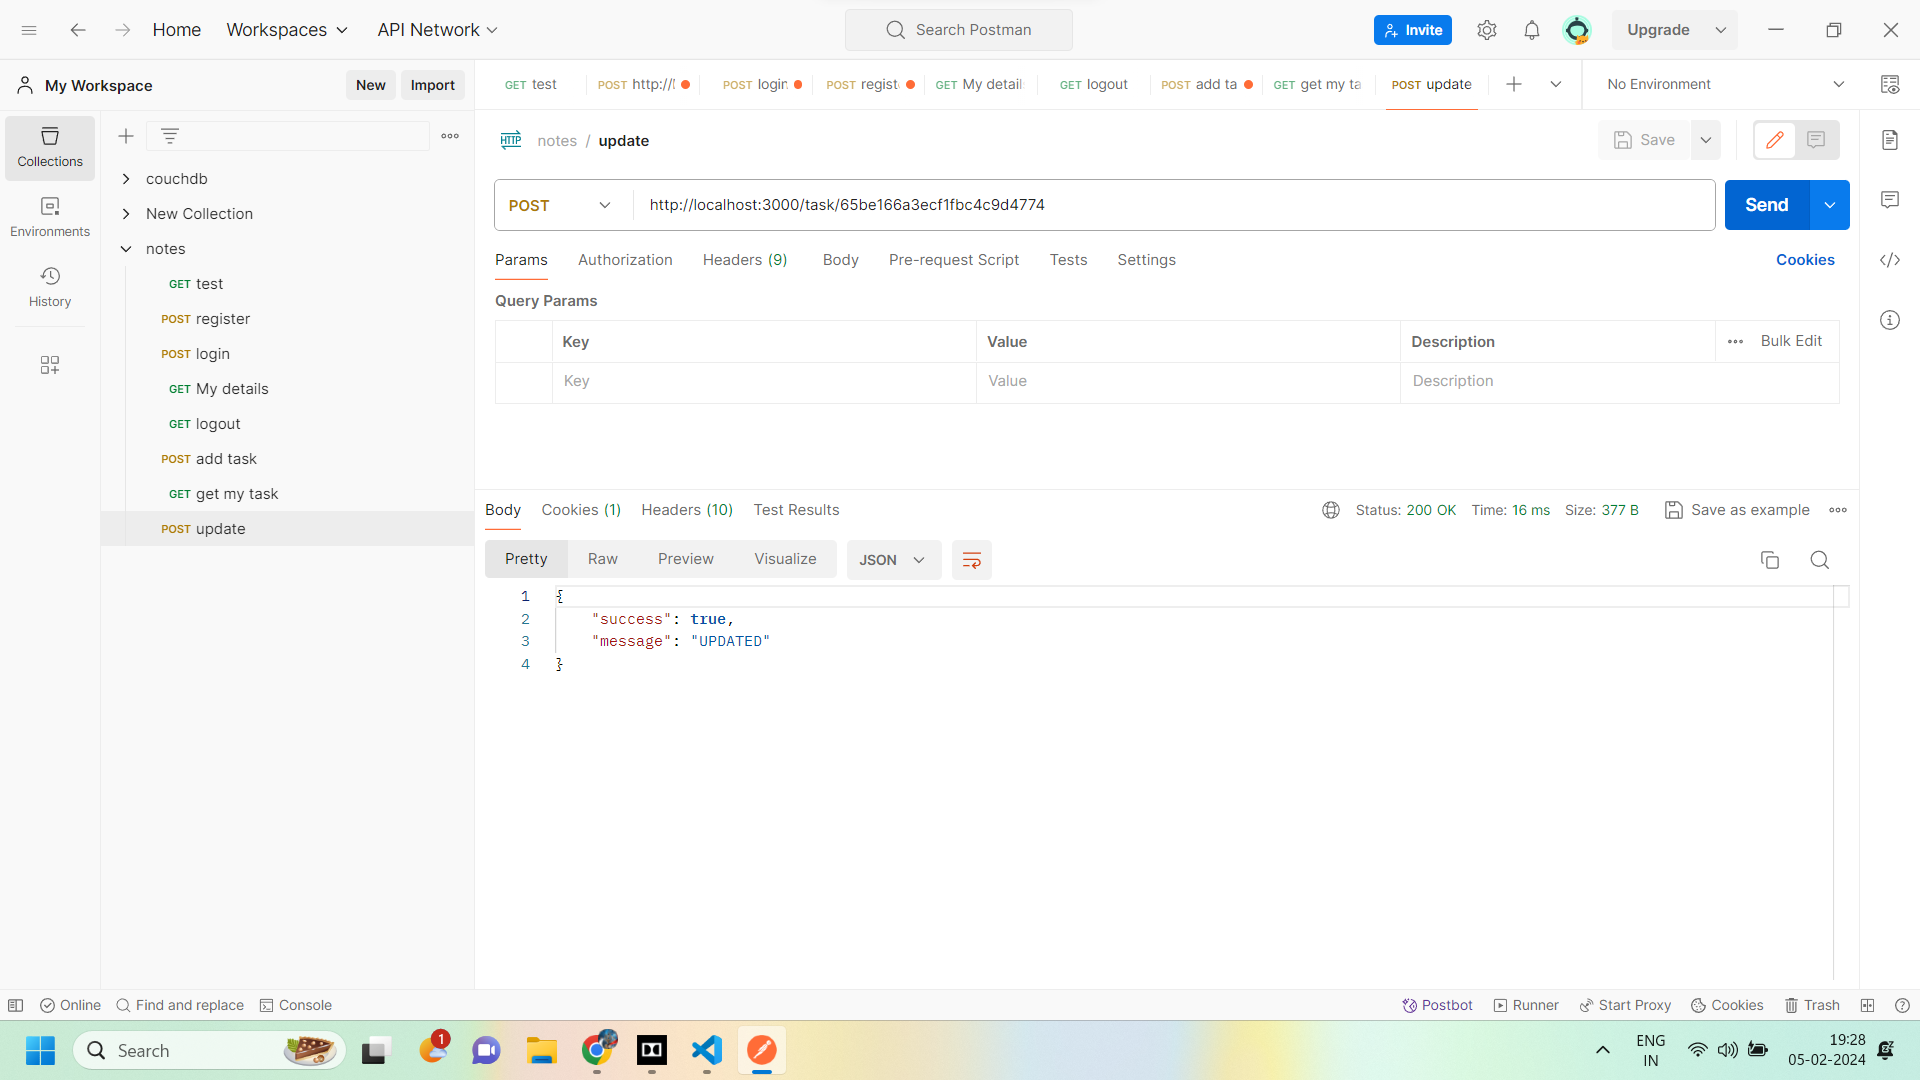 Home Workspaces API Network Search Postman Invite Upgrade
My Workspace New Import GET test POST http://l POST login POST regist GET My detail GET logout POST add ta GET get my ta POST update No Environment
Collections
Environments
History
couchdb
New Collection
notes
GET test
POST register
POST login
GET My details
GET logout
POST add task
GET get my task
POST update
HTTP notes / update Save
POST http://localhost:3000/task/65be166a3ecf1fbc4c9d4774 Send
Params Authorization Headers (9) Body Pre-request Script Tests Settings Cookies
Query Params
Key Value Description Bulk Edit
Key Value Description
Body Cookies (1) Headers (10) Test Results Status: 200 OK Time: 16 ms Size: 377 B Save as example
Pretty Raw Preview Visualize JSON
1 {
2 "success": true,
3 "message": "UPDATED"
4 }
Online Find and replace Console Postbot Runner Start Proxy Cookies Trash
Search 1 ENG 19:28
IN 05-02-2024